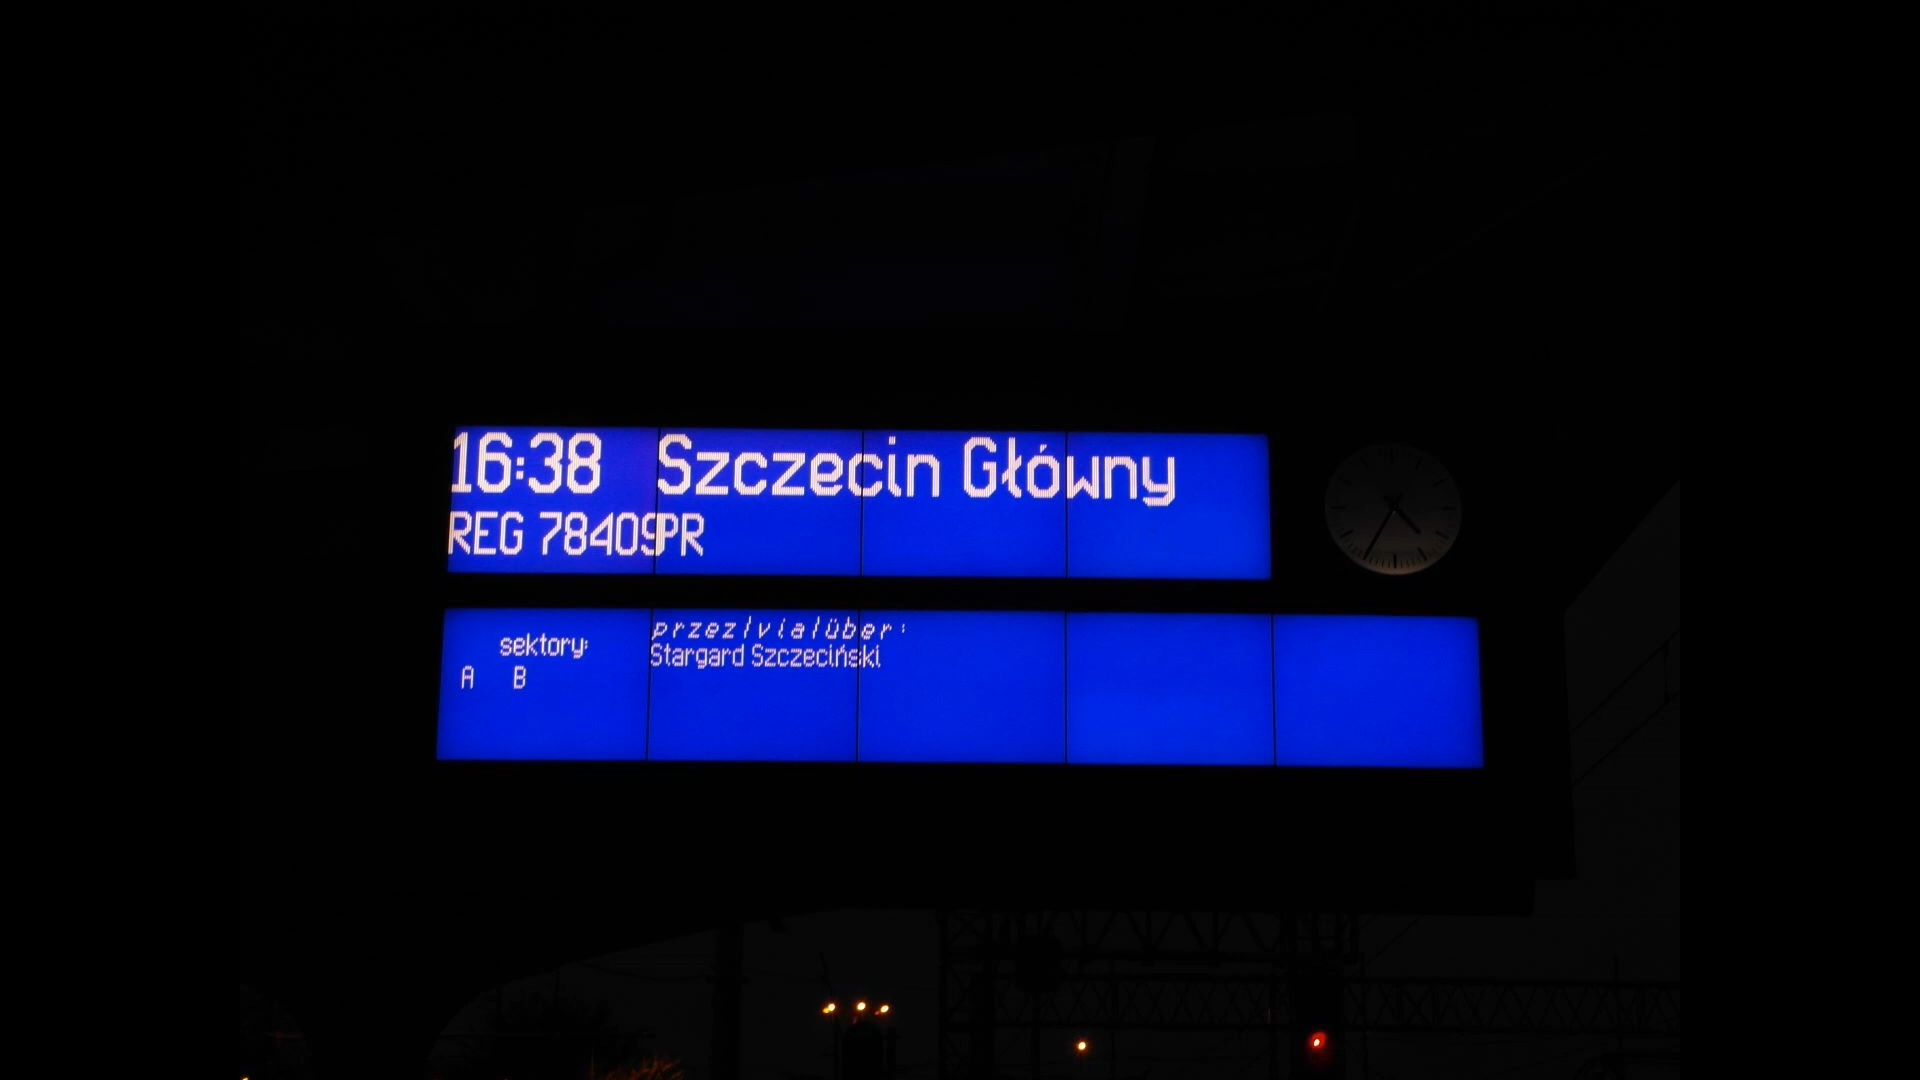 16:38 Szczecin Główny
REG 78409PR
sektory:
A B
przez/via/über:
Stargard Szczeciński